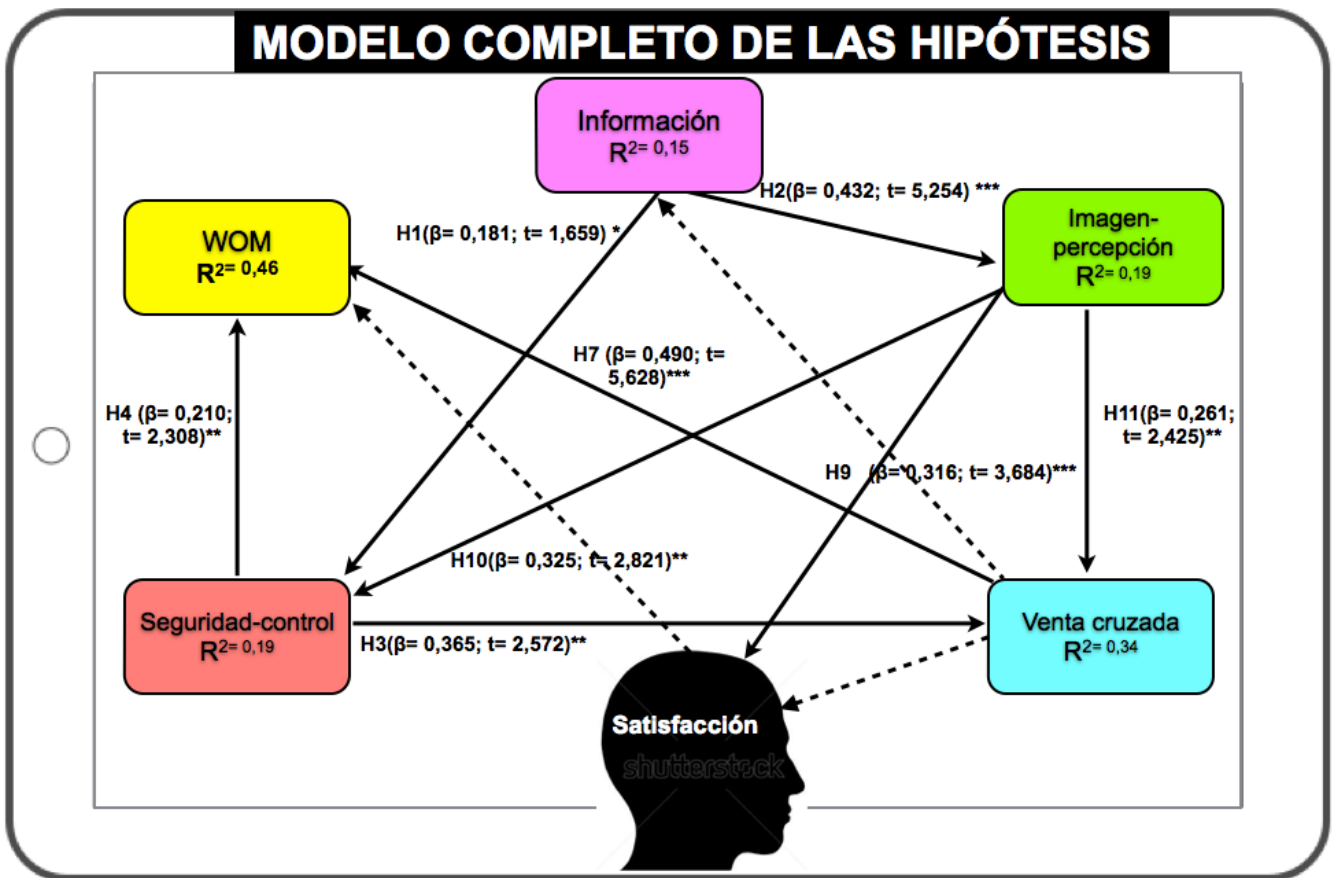 MODELO COMPLETO DE LAS HIPÓTESIS
Información
R²= 0,15
H2(β= 0,432; t= 5,254) ***
Imagen-
percepción
R²= 0,19
WOM
R²= 0,46
H1(β= 0,181; t= 1,659) *
H7 (β= 0,490; t=
5,628)***
H4 (β= 0,210;
t= 2,308)**
H11(β= 0,261;
t= 2,425)**
H9 (β= 0,316; t= 3,684)***
H10(β= 0,325; t= 2,821)**
Seguridad-control
R²= 0,19
H3(β= 0,365; t= 2,572)**
Venta cruzada
R²= 0,34
Satisfacción
shutterstock